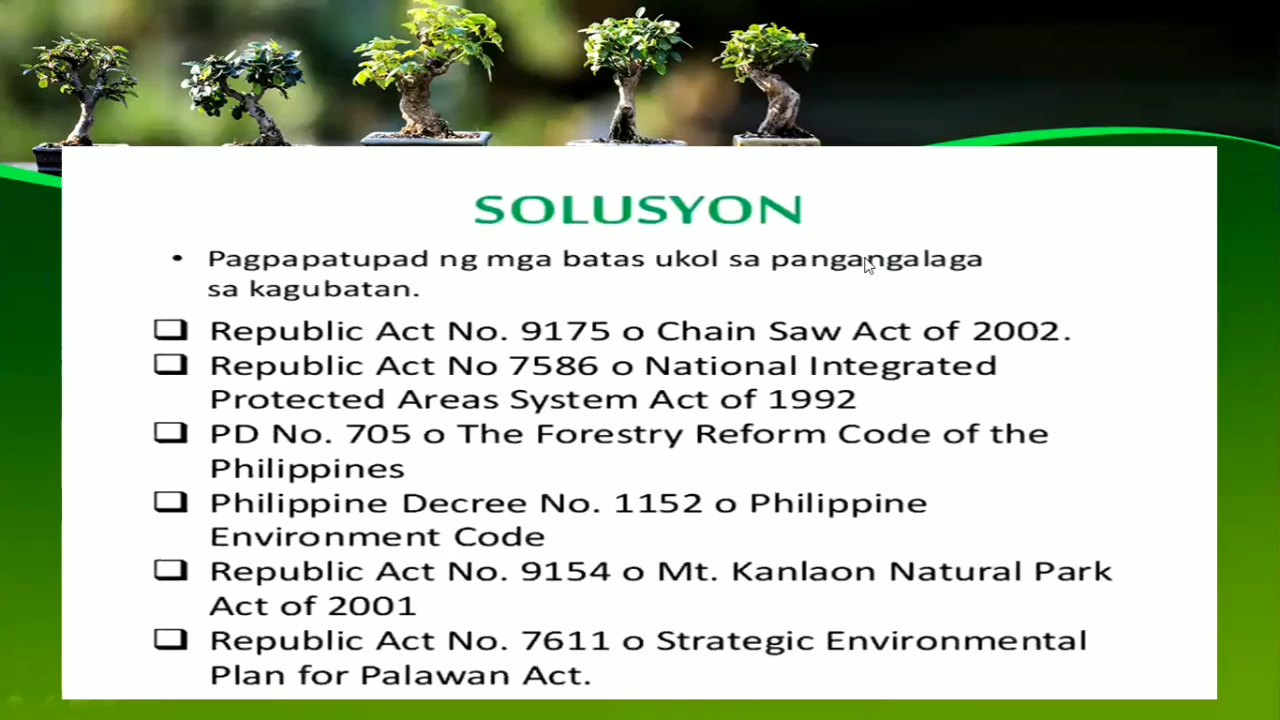 SOLUSYON
• Pagpapatupad ng mga batas ukol sa pangangalaga
sa kagubatan.
❑ Republic Act No. 9175 o Chain Saw Act of 2002.
❑ Republic Act No 7586 o National Integrated
Protected Areas System Act of 1992
❑ PD No. 705 o The Forestry Reform Code of the
Philippines
❑ Philippine Decree No. 1152 o Philippine
Environment Code
❑ Republic Act No. 9154 o Mt. Kanlaon Natural Park
Act of 2001
❑ Republic Act No. 7611 o Strategic Environmental
Plan for Palawan Act.